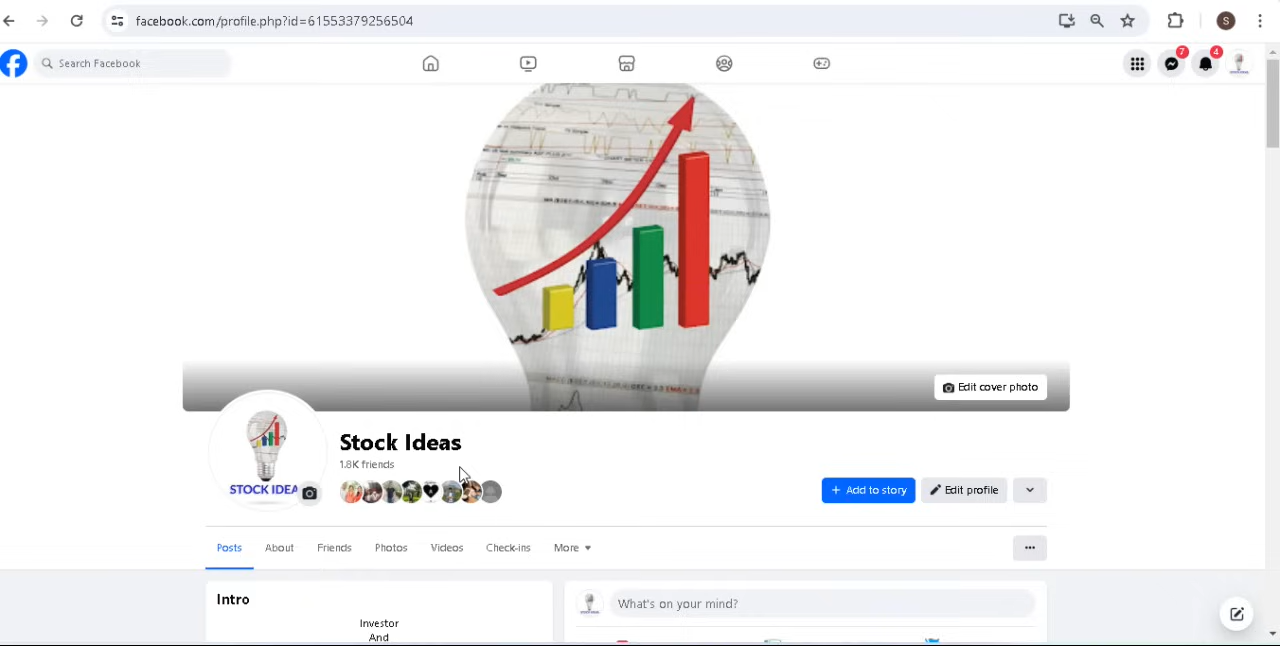 facebook.com/profile.php?id=61553379256504
S
Search Facebook
7
4
Edit cover photo
STOCK IDEA
Stock Ideas
1.8K friends
+ Add to story
Edit profile
Posts
About
Friends
Photos
Videos
Check-ins
More
Intro
What's on your mind?
Investor
And